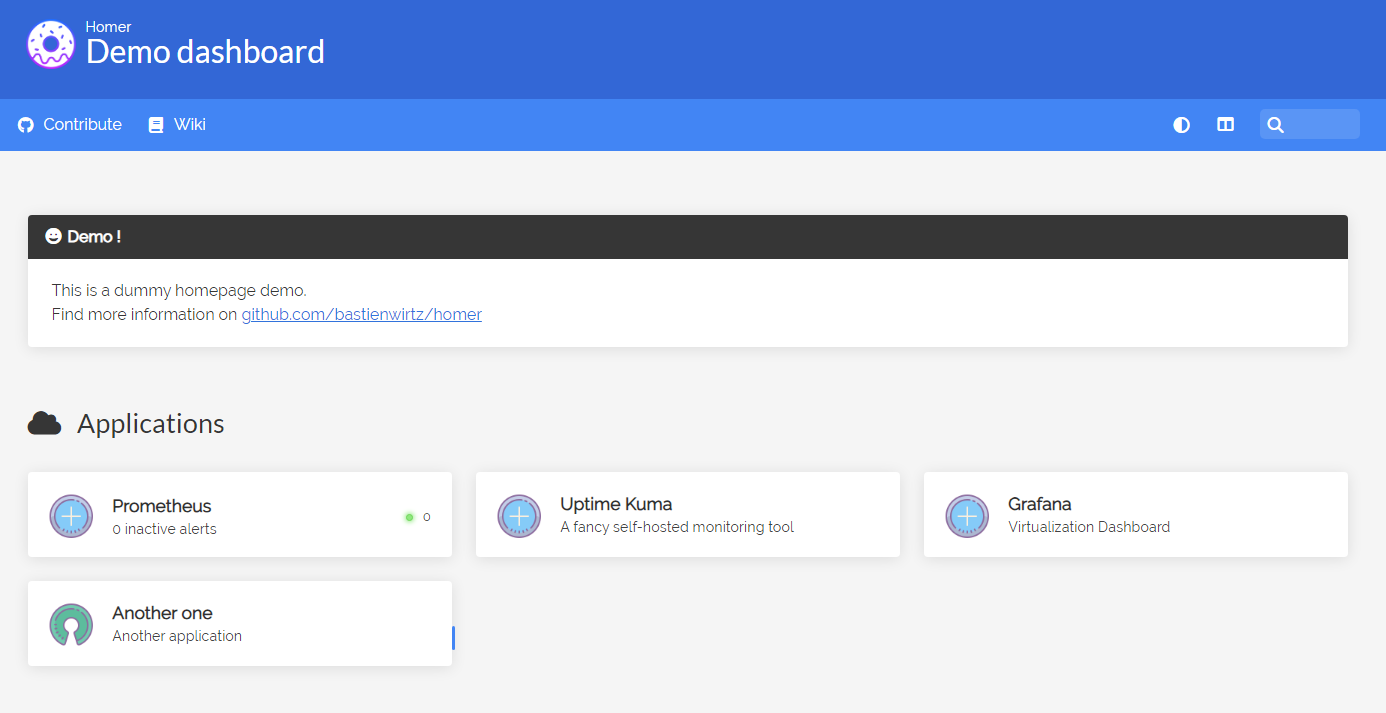 Homer
Demo dashboard
Contribute
Wiki
Demo !
This is a dummy homepage demo.
Find more information on github.com/bastienwirtz/homer
Applications
Prometheus
0 inactive alerts
0
Uptime Kuma
A fancy self-hosted monitoring tool
Grafana
Virtualization Dashboard
Another one
Another application